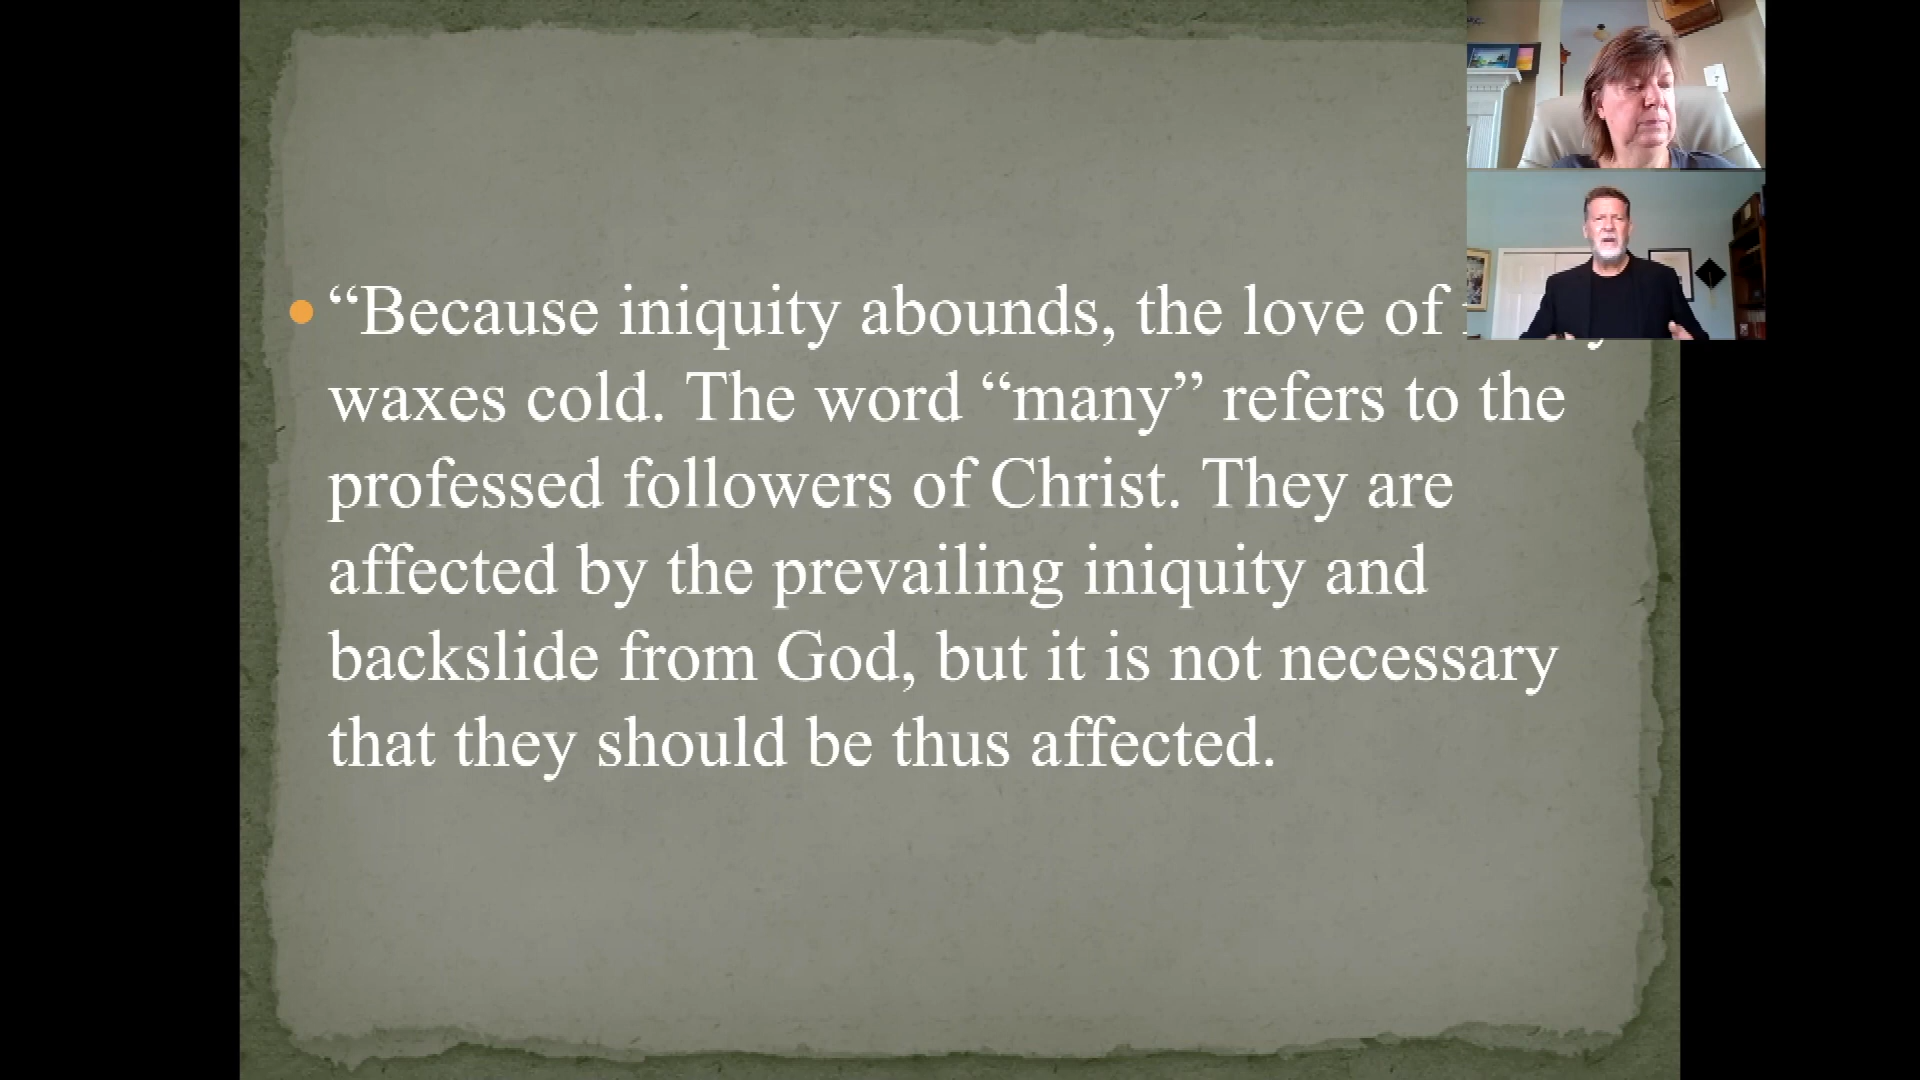 “Because iniquity abounds, the love of
waxes cold. The word “many” refers to the
professed followers of Christ. They are
affected by the prevailing iniquity and
backslide from God, but it is not necessary
that they should be thus affected.